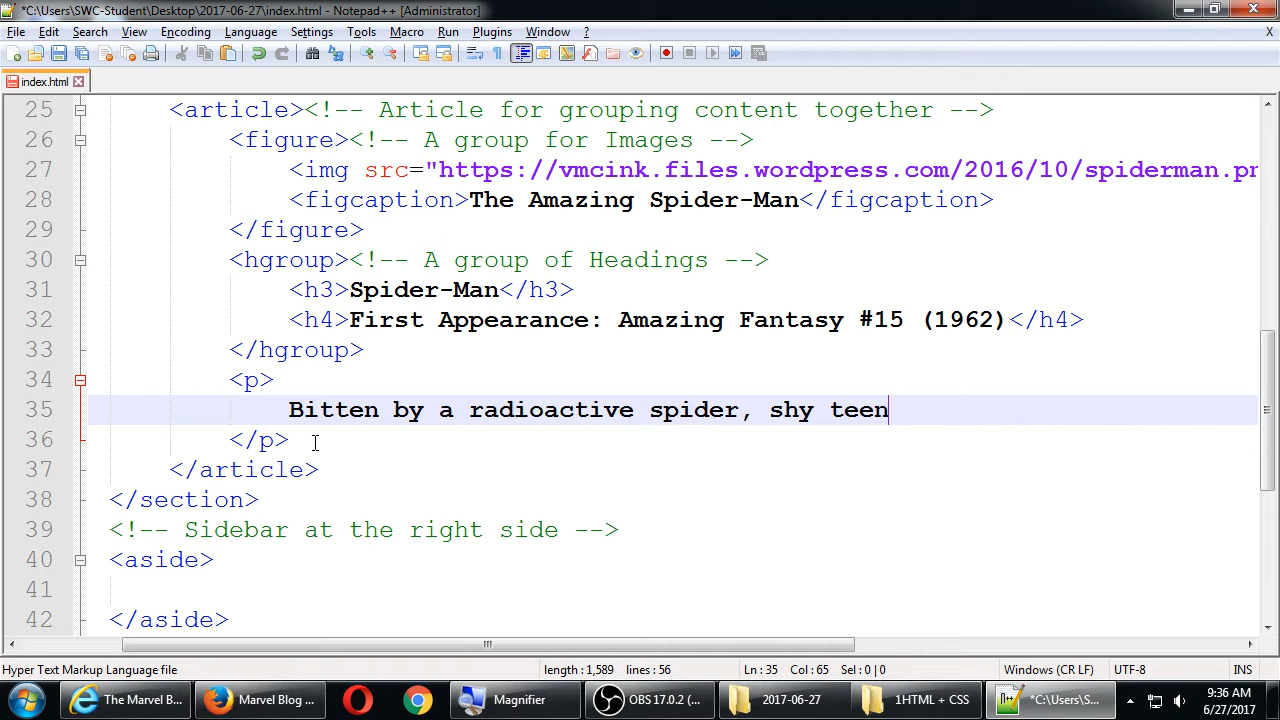 *C:\Users\SWC-Student\Desktop\2017-06-27\index.html - Notepad++ [Administrator]
File Edit Search View Encoding Language Settings Tools Macro Run Plugins Window ? X
index.html
25 <article><!-- Article for grouping content together -->
26 <figure><!-- A group for Images -->
27 <img src="https://vmcink.files.wordpress.com/2016/10/spiderman.pn
28 <figcaption>The Amazing Spider-Man</figcaption>
29 </figure>
30 <hgroup><!-- A group of Headings -->
31 <h3>Spider-Man</h3>
32 <h4>First Appearance: Amazing Fantasy #15 (1962)</h4>
33 </hgroup>
34 <p>
35 Bitten by a radioactive spider, shy teen
36 </p>
37 </article>
38 </section>
39 <!-- Sidebar at the right side -->
40 <aside>
41
42 </aside>
Hyper Text Markup Language file length : 1,589 lines : 56 Ln : 35 Col : 65 Sel : 0 | 0 Windows (CR LF) UTF-8 INS
The Marvel B... Marvel Blog ... Magnifier OBS 17.0.2 (... 2017-06-27 1HTML + CSS *C:\Users\S... 9:36 AM
6/27/2017